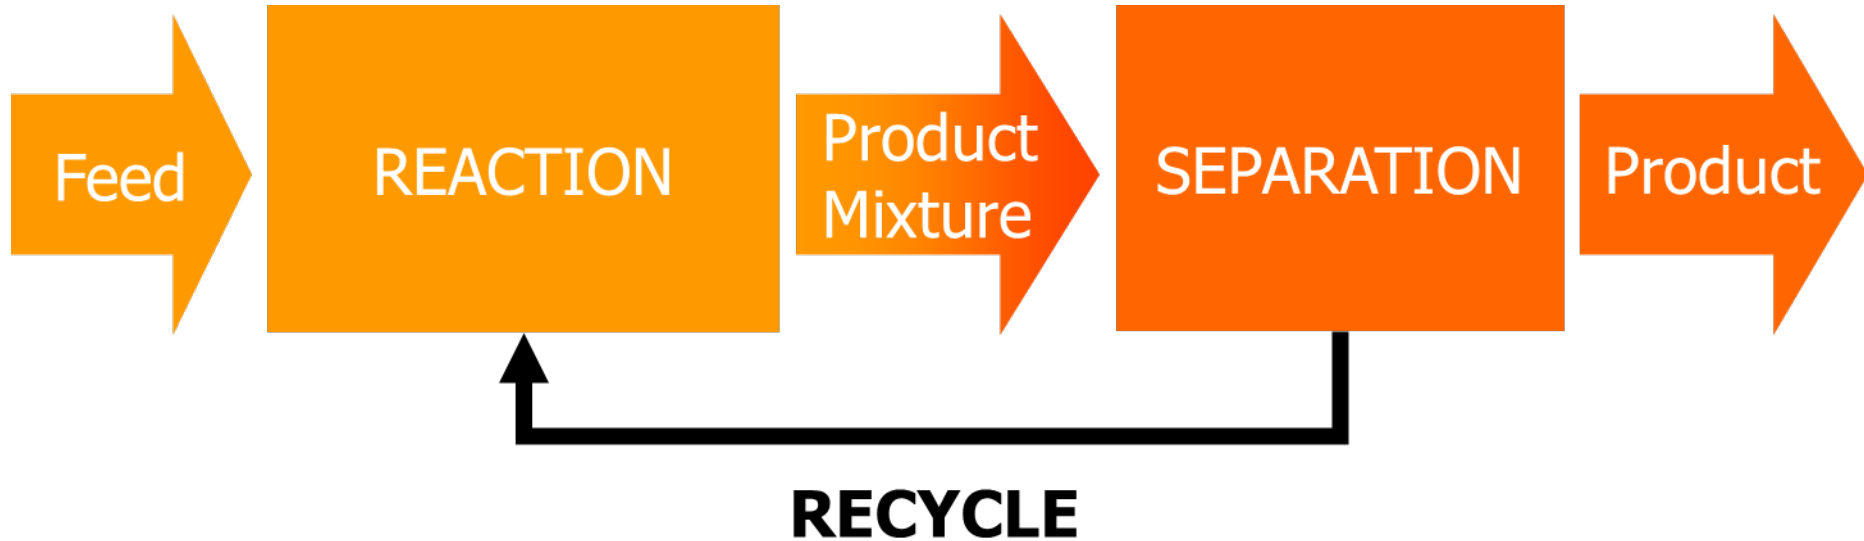 Feed
REACTION
Product
Mixture
SEPARATION
Product
RECYCLE